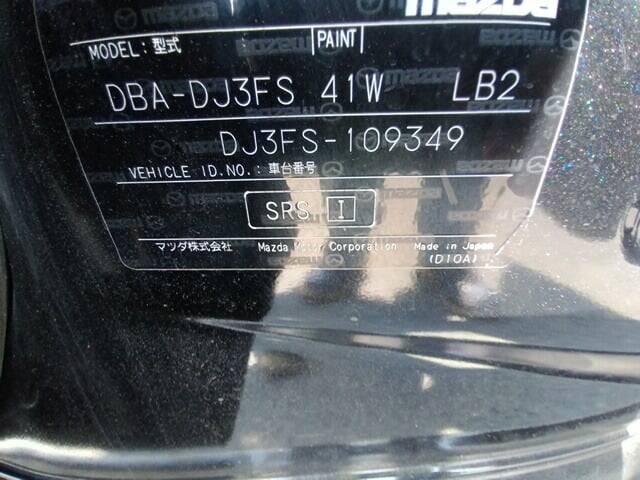 mazda
MODEL: 型式 PAINT
DBA-DJ3FS 41W LB2
DJ3FS-109349
VEHICLE ID.NO.: 車台番号
SRS I
マツダ株式会社 Mazda Motor Corporation Made in Japan
(D10A)